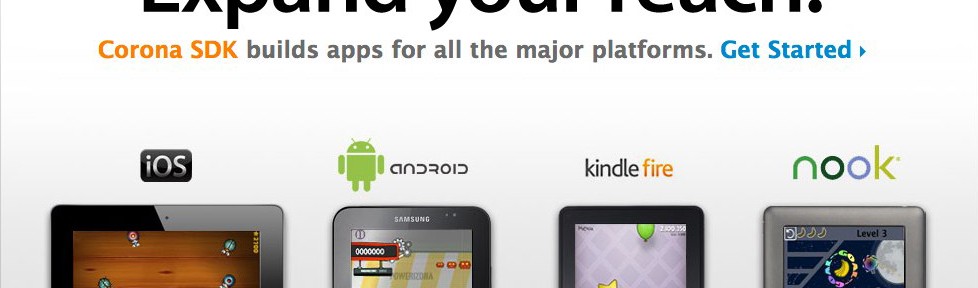 Expand your reach.
Corona SDK builds apps for all the major platforms. Get Started
iOS
android
kindle fire
nook
SAMSUNG
0000000
Level 3